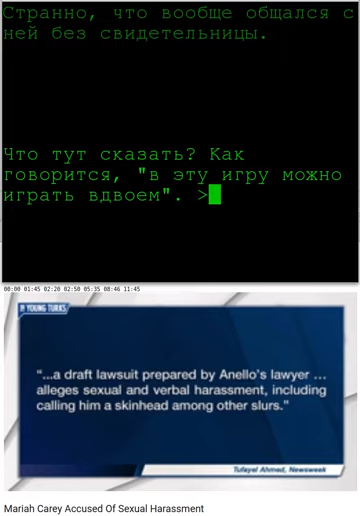 Странно, что вообще общался с
ней без свидетельницы.
Что тут сказать? Как
говорится, "в эту игру можно
играть вдвоем". >
00:00 01:45 02:20 02:50 05:35 08:46 11:45
THE YOUNG TURKS
"...a draft lawsuit prepared by Anello's lawyer ...
alleges sexual and verbal harassment, including
calling him a skinhead among other slurs."
Tufayel Ahmed, Newsweek
Mariah Carey Accused Of Sexual Harassment